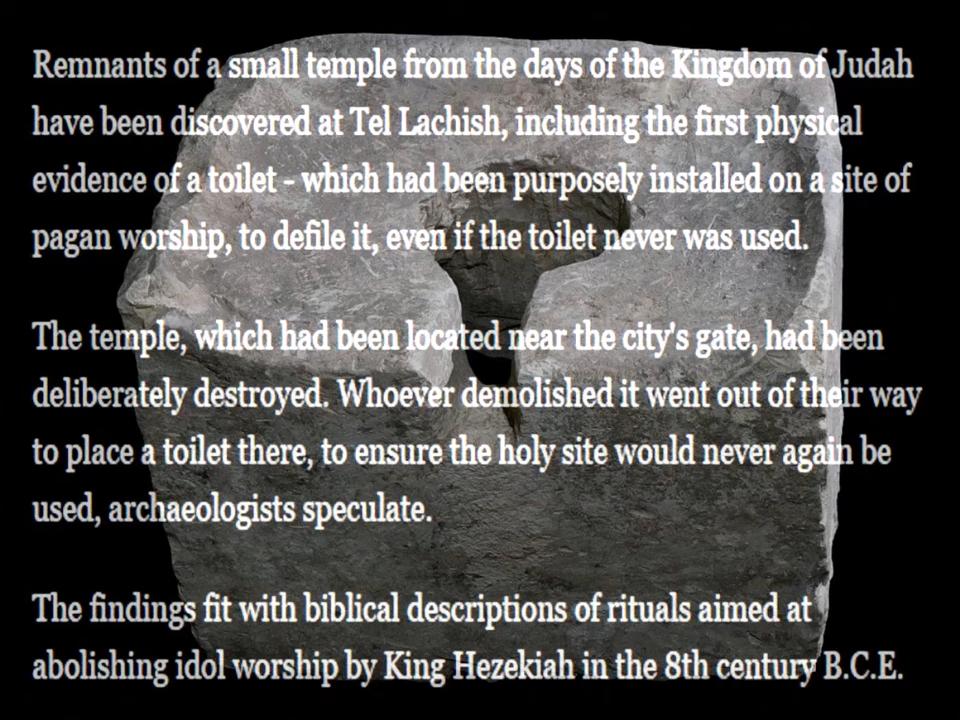 Remnants of a small temple from the days of the Kingdom of Judah
have been discovered at Tel Lachish, including the first physical
evidence of a toilet - which had been purposely installed on a site of
pagan worship, to defile it, even if the toilet never was used.
The temple, which had been located near the city's gate, had been
deliberately destroyed. Whoever demolished it went out of their way
to place a toilet there, to ensure the holy site would never again be
used, archaeologists speculate.
The findings fit with biblical descriptions of rituals aimed at
abolishing idol worship by King Hezekiah in the 8th century B.C.E.